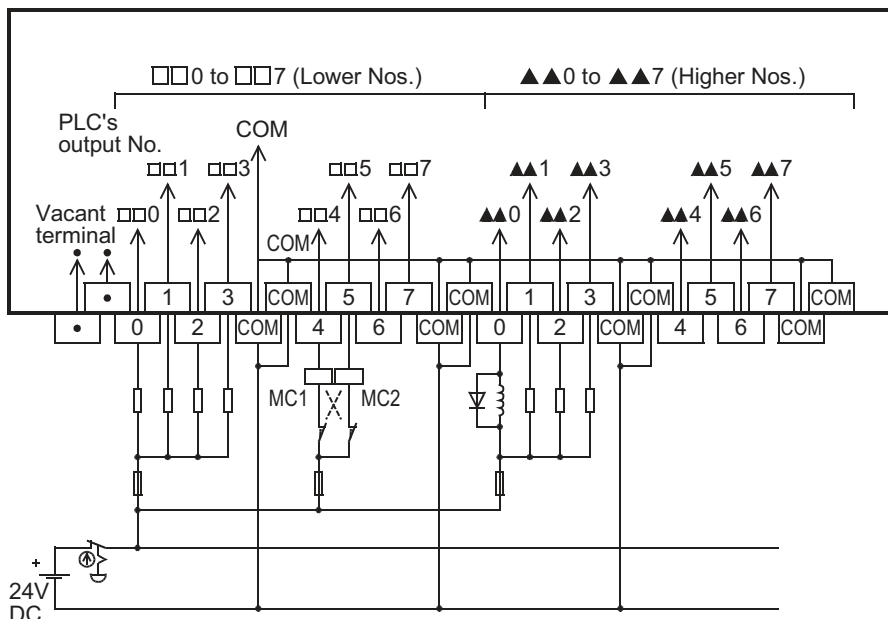 □□0 to □□7 (Lower Nos.) ▲▲0 to ▲▲7 (Higher Nos.)
PLC's
output No.
COM
□□1 □□3 □□5 □□7 ▲▲1 ▲▲3 ▲▲5 ▲▲7
Vacant
terminal
□□0 □□2 □□4 □□6 ▲▲0 ▲▲2 ▲▲4 ▲▲6
COM
• 1 3 COM 5 7 COM 1 3 COM 5 7 COM
• 0 2 COM 4 6 COM 0 2 COM 4 6 COM
MC1 MC2
+
24V
DC